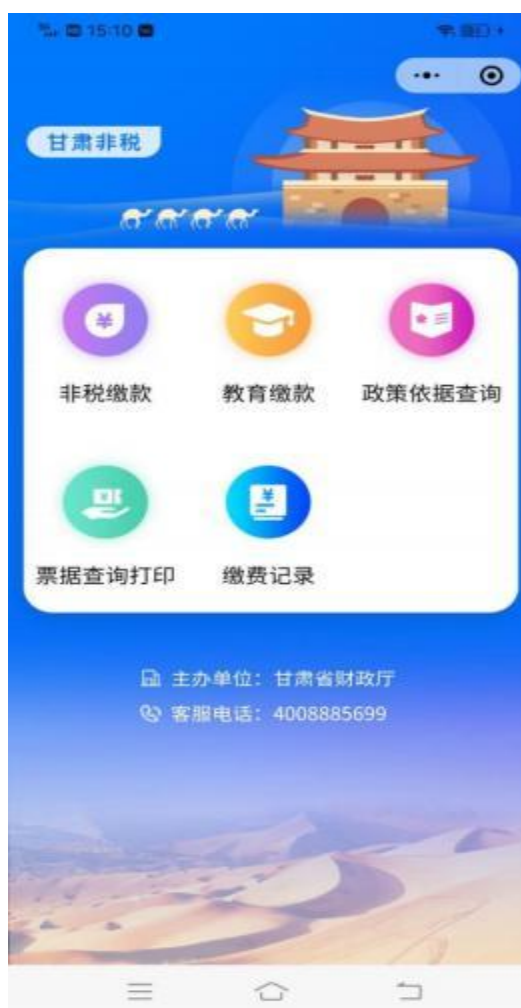 15:10
甘肃非税
非税缴款
教育缴款
政策依据查询
票据查询打印
缴费记录
主办单位：甘肃省财政厅
客服电话：4008885699